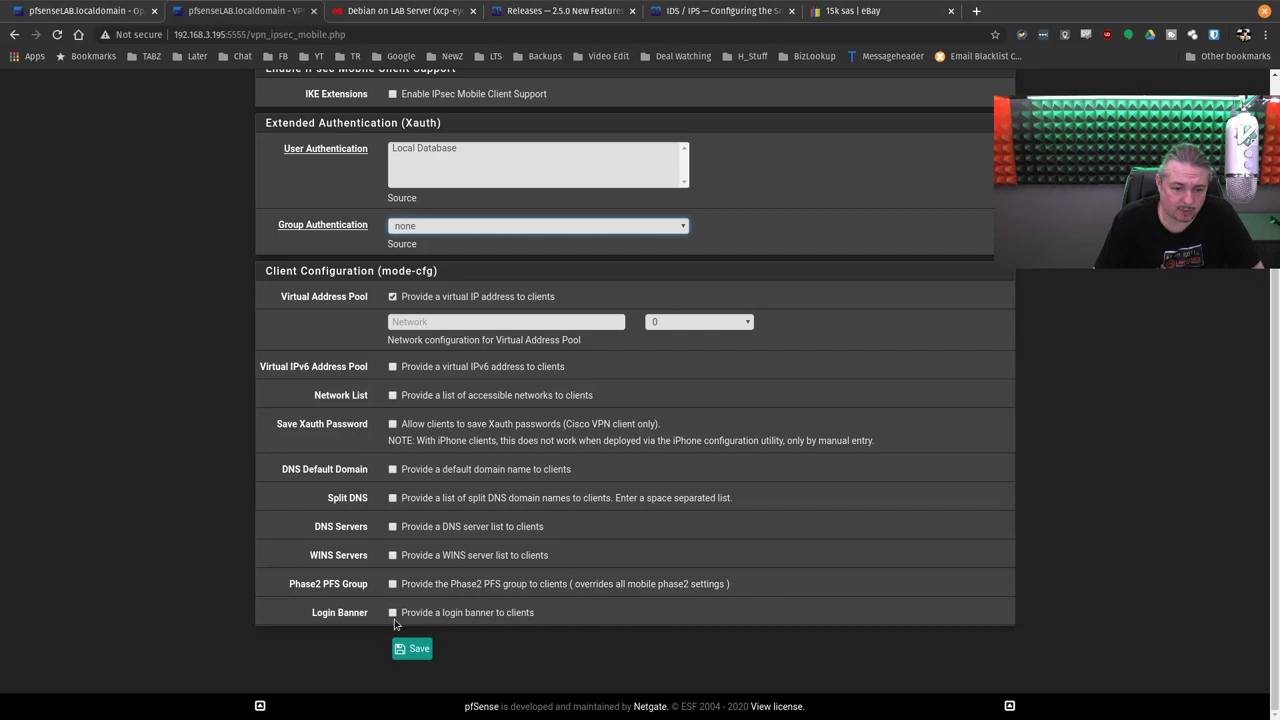 pfsenseLAB.localdomain - Op
pfsenseLAB.localdomain - VP
Debian on LAB Server (xcp-ey
Releases — 2.5.0 New Feature
IDS / IPS — Configuring the S
15k sas | eBay
Not secure
192.168.3.195:5555/vpn_ipsec_mobile.php
Apps
Bookmarks
TABZ
Later
Chat
FB
YT
TR
Google
NewZ
LTS
Backups
Video Edit
Deal Watching
H_Stuff
BizLookup
Messageheader
Email Blacklist C...
Other bookmarks
Enable IPsec Mobile Client Support
IKE Extensions
Enable IPsec Mobile Client Support
Extended Authentication (Xauth)
User Authentication
Local Database
Source
Group Authentication
none
Source
Client Configuration (mode-cfg)
Virtual Address Pool
Provide a virtual IP address to clients
Network
0
Network configuration for Virtual Address Pool
Virtual IPv6 Address Pool
Provide a virtual IPv6 address to clients
Network List
Provide a list of accessible networks to clients
Save Xauth Password
Allow clients to save Xauth passwords (Cisco VPN client only).
NOTE: With iPhone clients, this does not work when deployed via the iPhone configuration utility, only by manual entry.
DNS Default Domain
Provide a default domain name to clients
Split DNS
Provide a list of split DNS domain names to clients. Enter a space separated list.
DNS Servers
Provide a DNS server list to clients
WINS Servers
Provide a WINS server list to clients
Phase2 PFS Group
Provide the Phase2 PFS group to clients ( overrides all mobile phase2 settings )
Login Banner
Provide a login banner to clients
Save
pfSense is developed and maintained by Netgate. © ESF 2004 - 2020 View license.